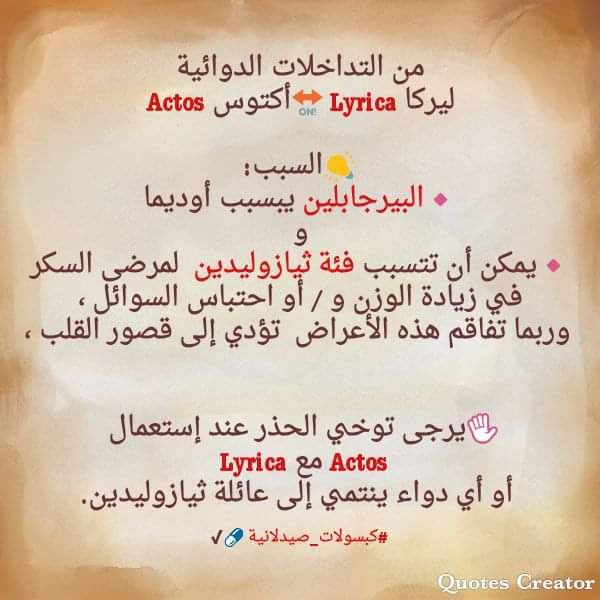 من التداخلات الدوائية
ليركا Lyrica ↔ON! أكتوس Actos
💡السبب:
🔸البيرجابلين يبسبب أوديما
و
🔸يمكن أن تتسبب فئة ثيازوليدين لمرضى السكر
في زيادة الوزن و / أو احتباس السوائل ،
وربما تفاقم هذه الأعراض تؤدي إلى قصور القلب ،
👋يرجى توخي الحذر عند إستعمال
Actos مع Lyrica
أو أي دواء ينتمي إلى عائلة ثيازوليدين.
#كبسولات_صيدلانية 💊✓
Quotes Creator